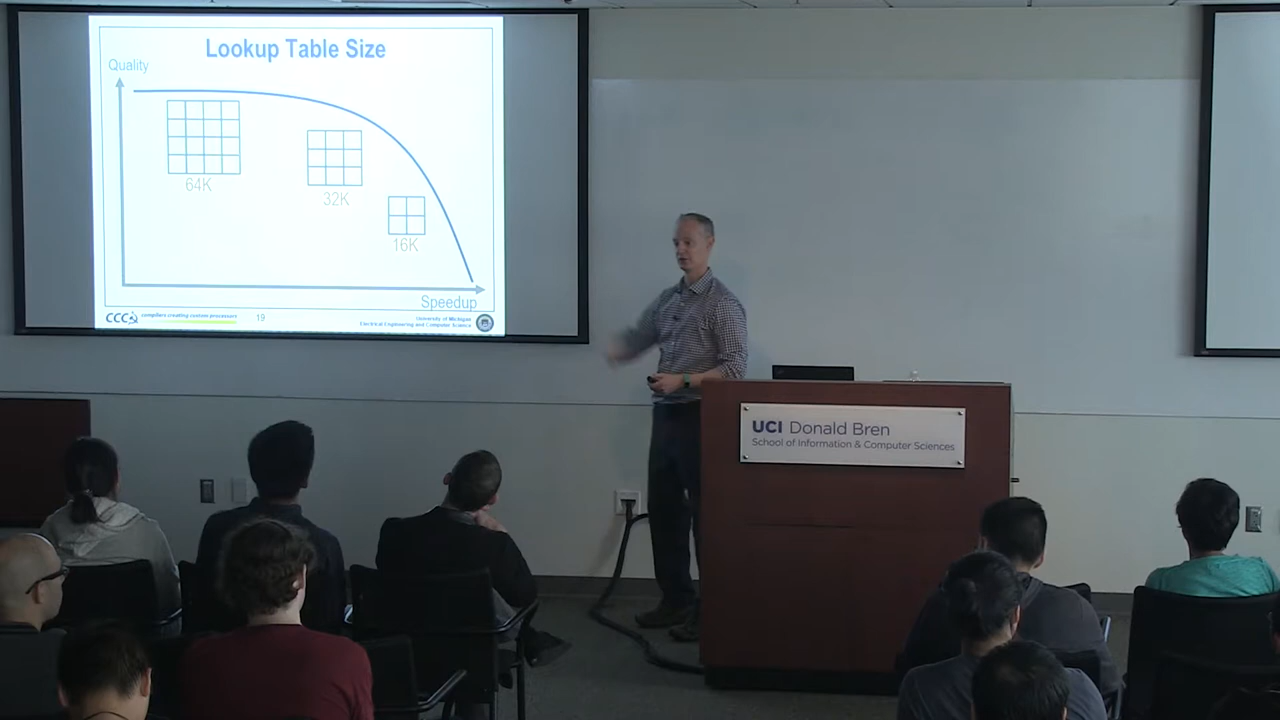 Lookup Table Size
Quality
64K
32K
16K
Speedup
CCC compilers creating custom processors
19
University of Michigan
Electrical Engineering and Computer Science
UCI Donald Bren
School of Information & Computer Sciences